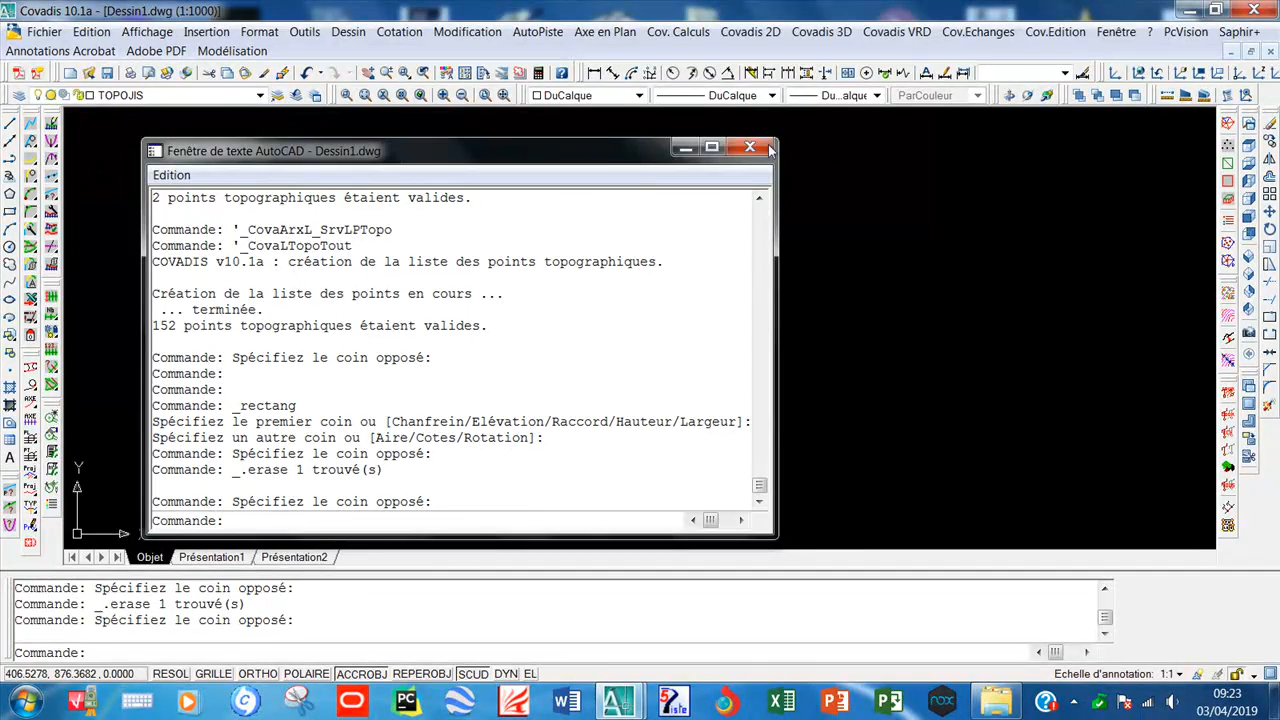 Covadis 10.1a - [Dessin1.dwg (1:1000)]
Fichier Edition Affichage Insertion Format Outils Dessin Cotation Modification AutoPiste Axe en Plan Cov. Calculs Covadis 2D Covadis 3D Covadis VRD Cov.Echanges Cov.Edition Fenêtre ? PcVision Saphir+
Annotations Acrobat Adobe PDF Modélisation
TOPOJIS DuCalque DuCalque Du...alque ParCouleur
Fenêtre de texte AutoCAD - Dessin1.dwg
Edition
2 points topographiques étaient valides.
Commande: '_CovaArxL_SrvLPTopo
Commande: '_CovaLTopoTout
COVADIS v10.1a : création de la liste des points topographiques.
Création de la liste des points en cours ...
... terminée.
152 points topographiques étaient valides.
Commande: Spécifiez le coin opposé:
Commande:
Commande:
Commande: _rectang
Spécifiez le premier coin ou [Chanfrein/Elévation/Raccord/Hauteur/Largeur]:
Spécifiez un autre coin ou [Aire/Cotes/Rotation]:
Commande: Spécifiez le coin opposé:
Commande: _.erase 1 trouvé(s)
Commande: Spécifiez le coin opposé:
Commande:
Y
Objet Présentation1 Présentation2
Commande: Spécifiez le coin opposé:
Commande: _.erase 1 trouvé(s)
Commande: Spécifiez le coin opposé:
Commande:
406.5278, 876.3682, 0.0000 RESOL GRILLE ORTHO POLAIRE ACCROBJ REPEROBJ SCUD DYN EL Echelle d'annotation: 1:1
09:23
03/04/2019